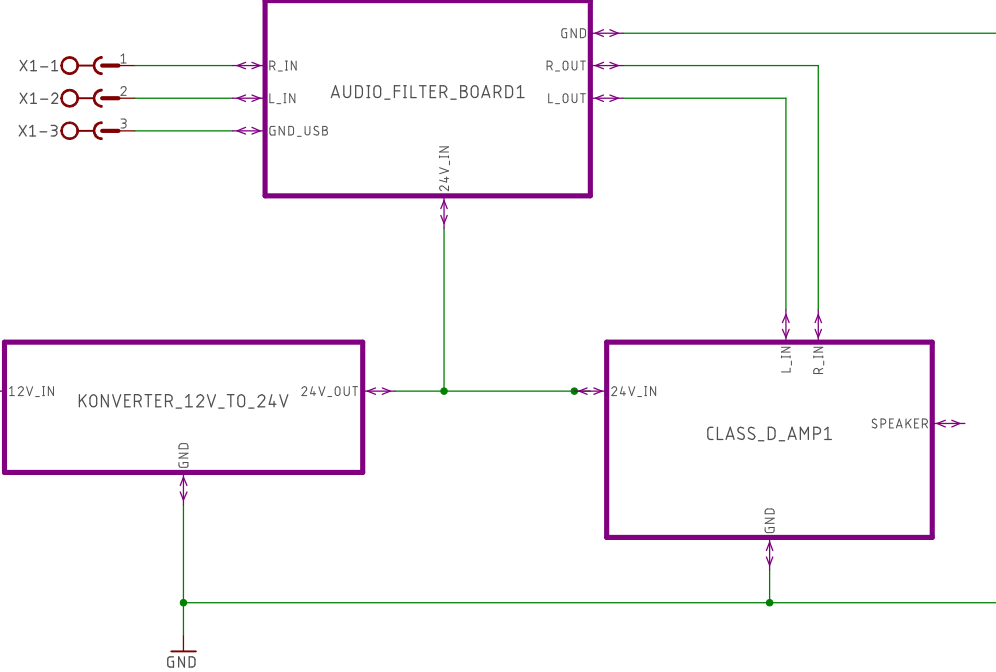 GND
X1-1 1 R_IN
R_OUT
X1-2 2 L_IN
AUDIO_FILTER_BOARD1
L_OUT
X1-3 3 GND_USB
24V_IN
L_IN
R_IN
12V_IN
KONVERTER_12V_TO_24V
24V_OUT
24V_IN
SPEAKER
CLASS_D_AMP1
GND
GND
GND